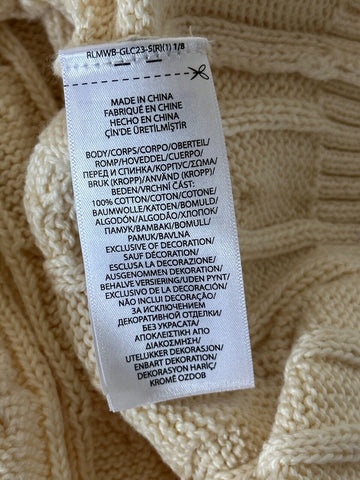 RLMWB-GLC23-S(R)(1) 1/8
MADE IN CHINA
FABRIQUÉ EN CHINE
HECHO EN CHINA
ÇİN'DE ÜRETİLMİŞTİR
BODY/CORPS/CORPO/OBERTEIL/
ROMP/HOVEDDEL/CUERPO/
ПЕРЕД И СПИНКА/КОРПУС/ΣΩΜΑ/
BRUK (KROPP)/ANVÄND (KROPP)/
BEDEN/VRCHNÍ ČÁST:
100% COTTON/COTON/COTONE/
BAUMWOLLE/KATOEN/BOMULD/
ALGODÓN/ALGODÃO/ХЛОПОК/
ПАМУК/ΒΑΜΒΑΚΙ/BOMULL/
PAMUK/BAVLNA
EXCLUSIVE OF DECORATION/
SAUF DÉCORATION/
ESCLUSA LA DECORAZIONE/
AUSGENOMMEN DEKORATION/
BEHALVE VERSIERING/UDEN PYNT/
EXCLUSIVO DE LA DECORACIÓN/
NÃO INCLUI DECORAÇÃO/
ЗА ИСКЛЮЧЕНИЕМ
ДЕКОРАТИВНОЙ ОТДЕЛКИ/
БЕЗ УКРАСАТА/
ΑΠΟΚΛΕΙΣΤΙΚΗ ΑΠΟ
ΔΙΑΚΟΣΜΗΣΗ/
UTELUKKER DEKORASJON/
ENBART DEKORATION/
DEKORASYON HARİÇ/
KROMĚ OZDOB